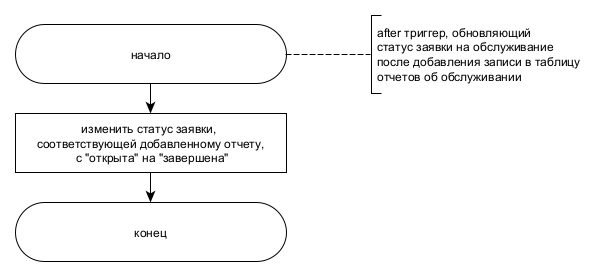 начало
after триггер, обновляющий
статус заявки на обслуживание
после добавления записи в таблицу
отчетов об обслуживании
изменить статус заявки,
соответствующей добавленному отчету,
с "открыта" на "завершена"
конец